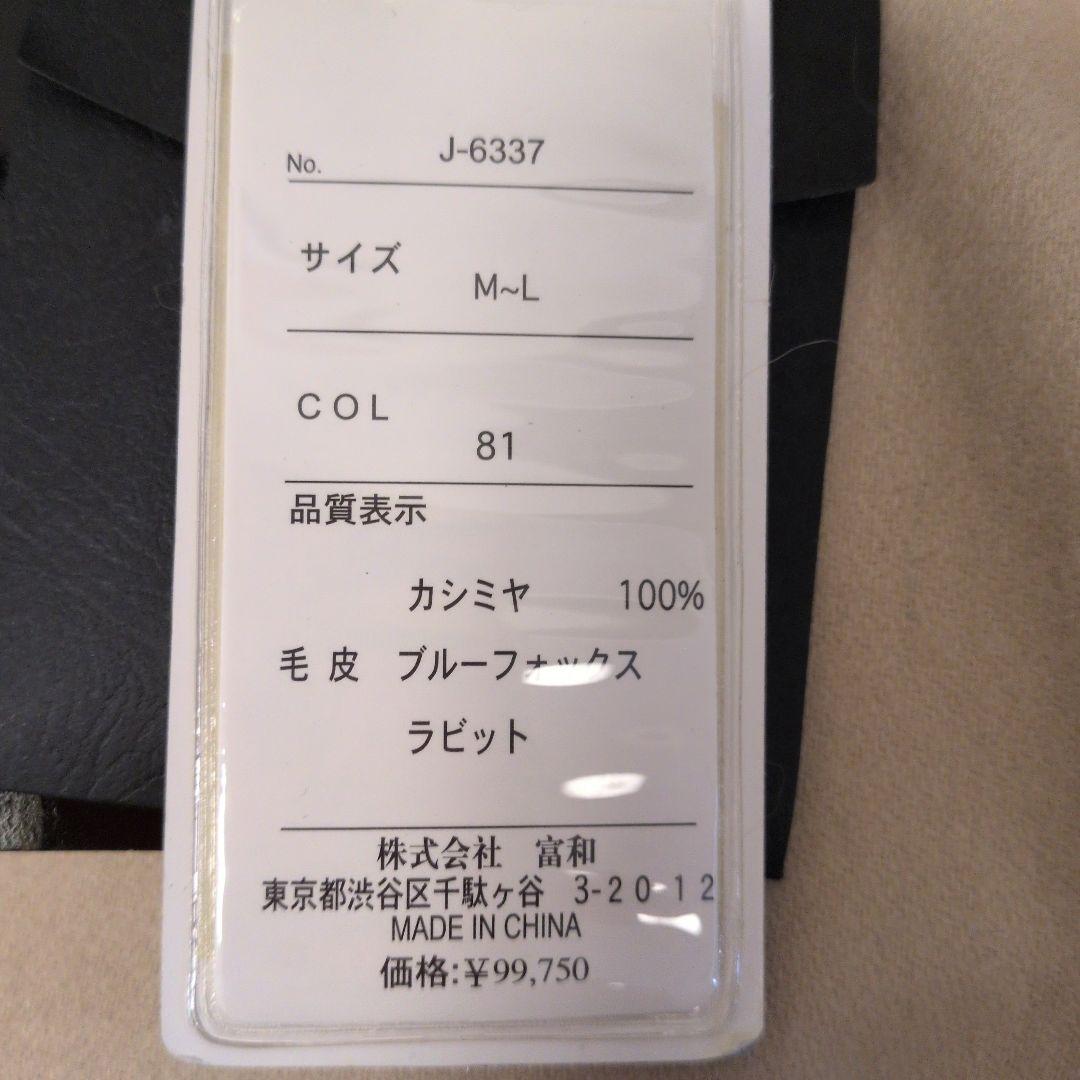 No. J-6337
サイズ
M~L
COL
81
品質表示
カシミヤ 100%
毛皮 ブルーフォックス
ラビット
株式会社 富和
東京都渋谷区千駄ヶ谷 3-20-12
MADE IN CHINA
価格:¥99,750